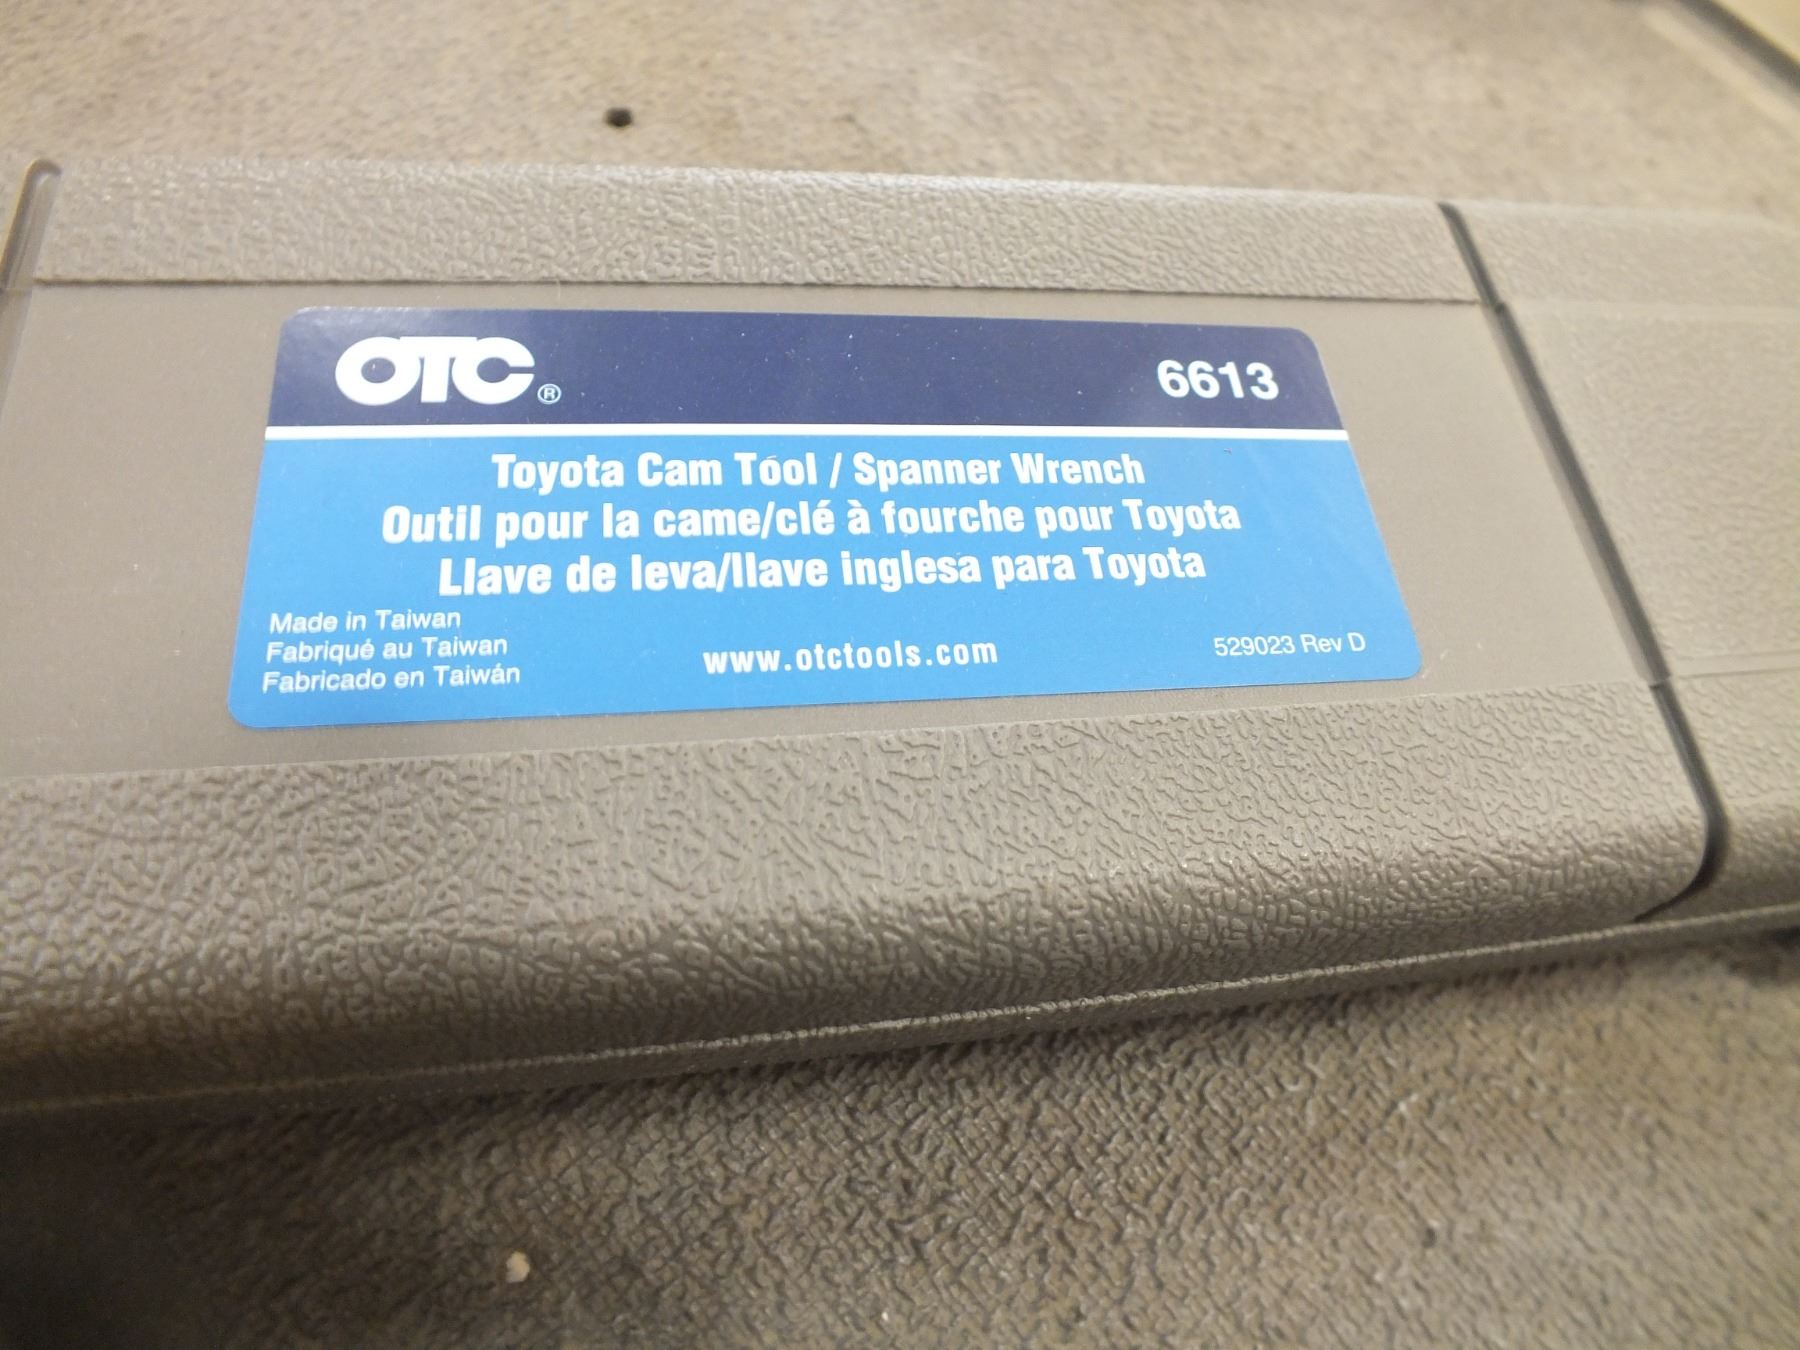 OTC® 6613
Toyota Cam Tool / Spanner Wrench
Outil pour la came/clé à fourche pour Toyota
Llave de leva/llave inglesa para Toyota
Made in Taiwan
Fabriqué au Taiwan
Fabricado en Taiwán
www.otctools.com
529023 Rev D